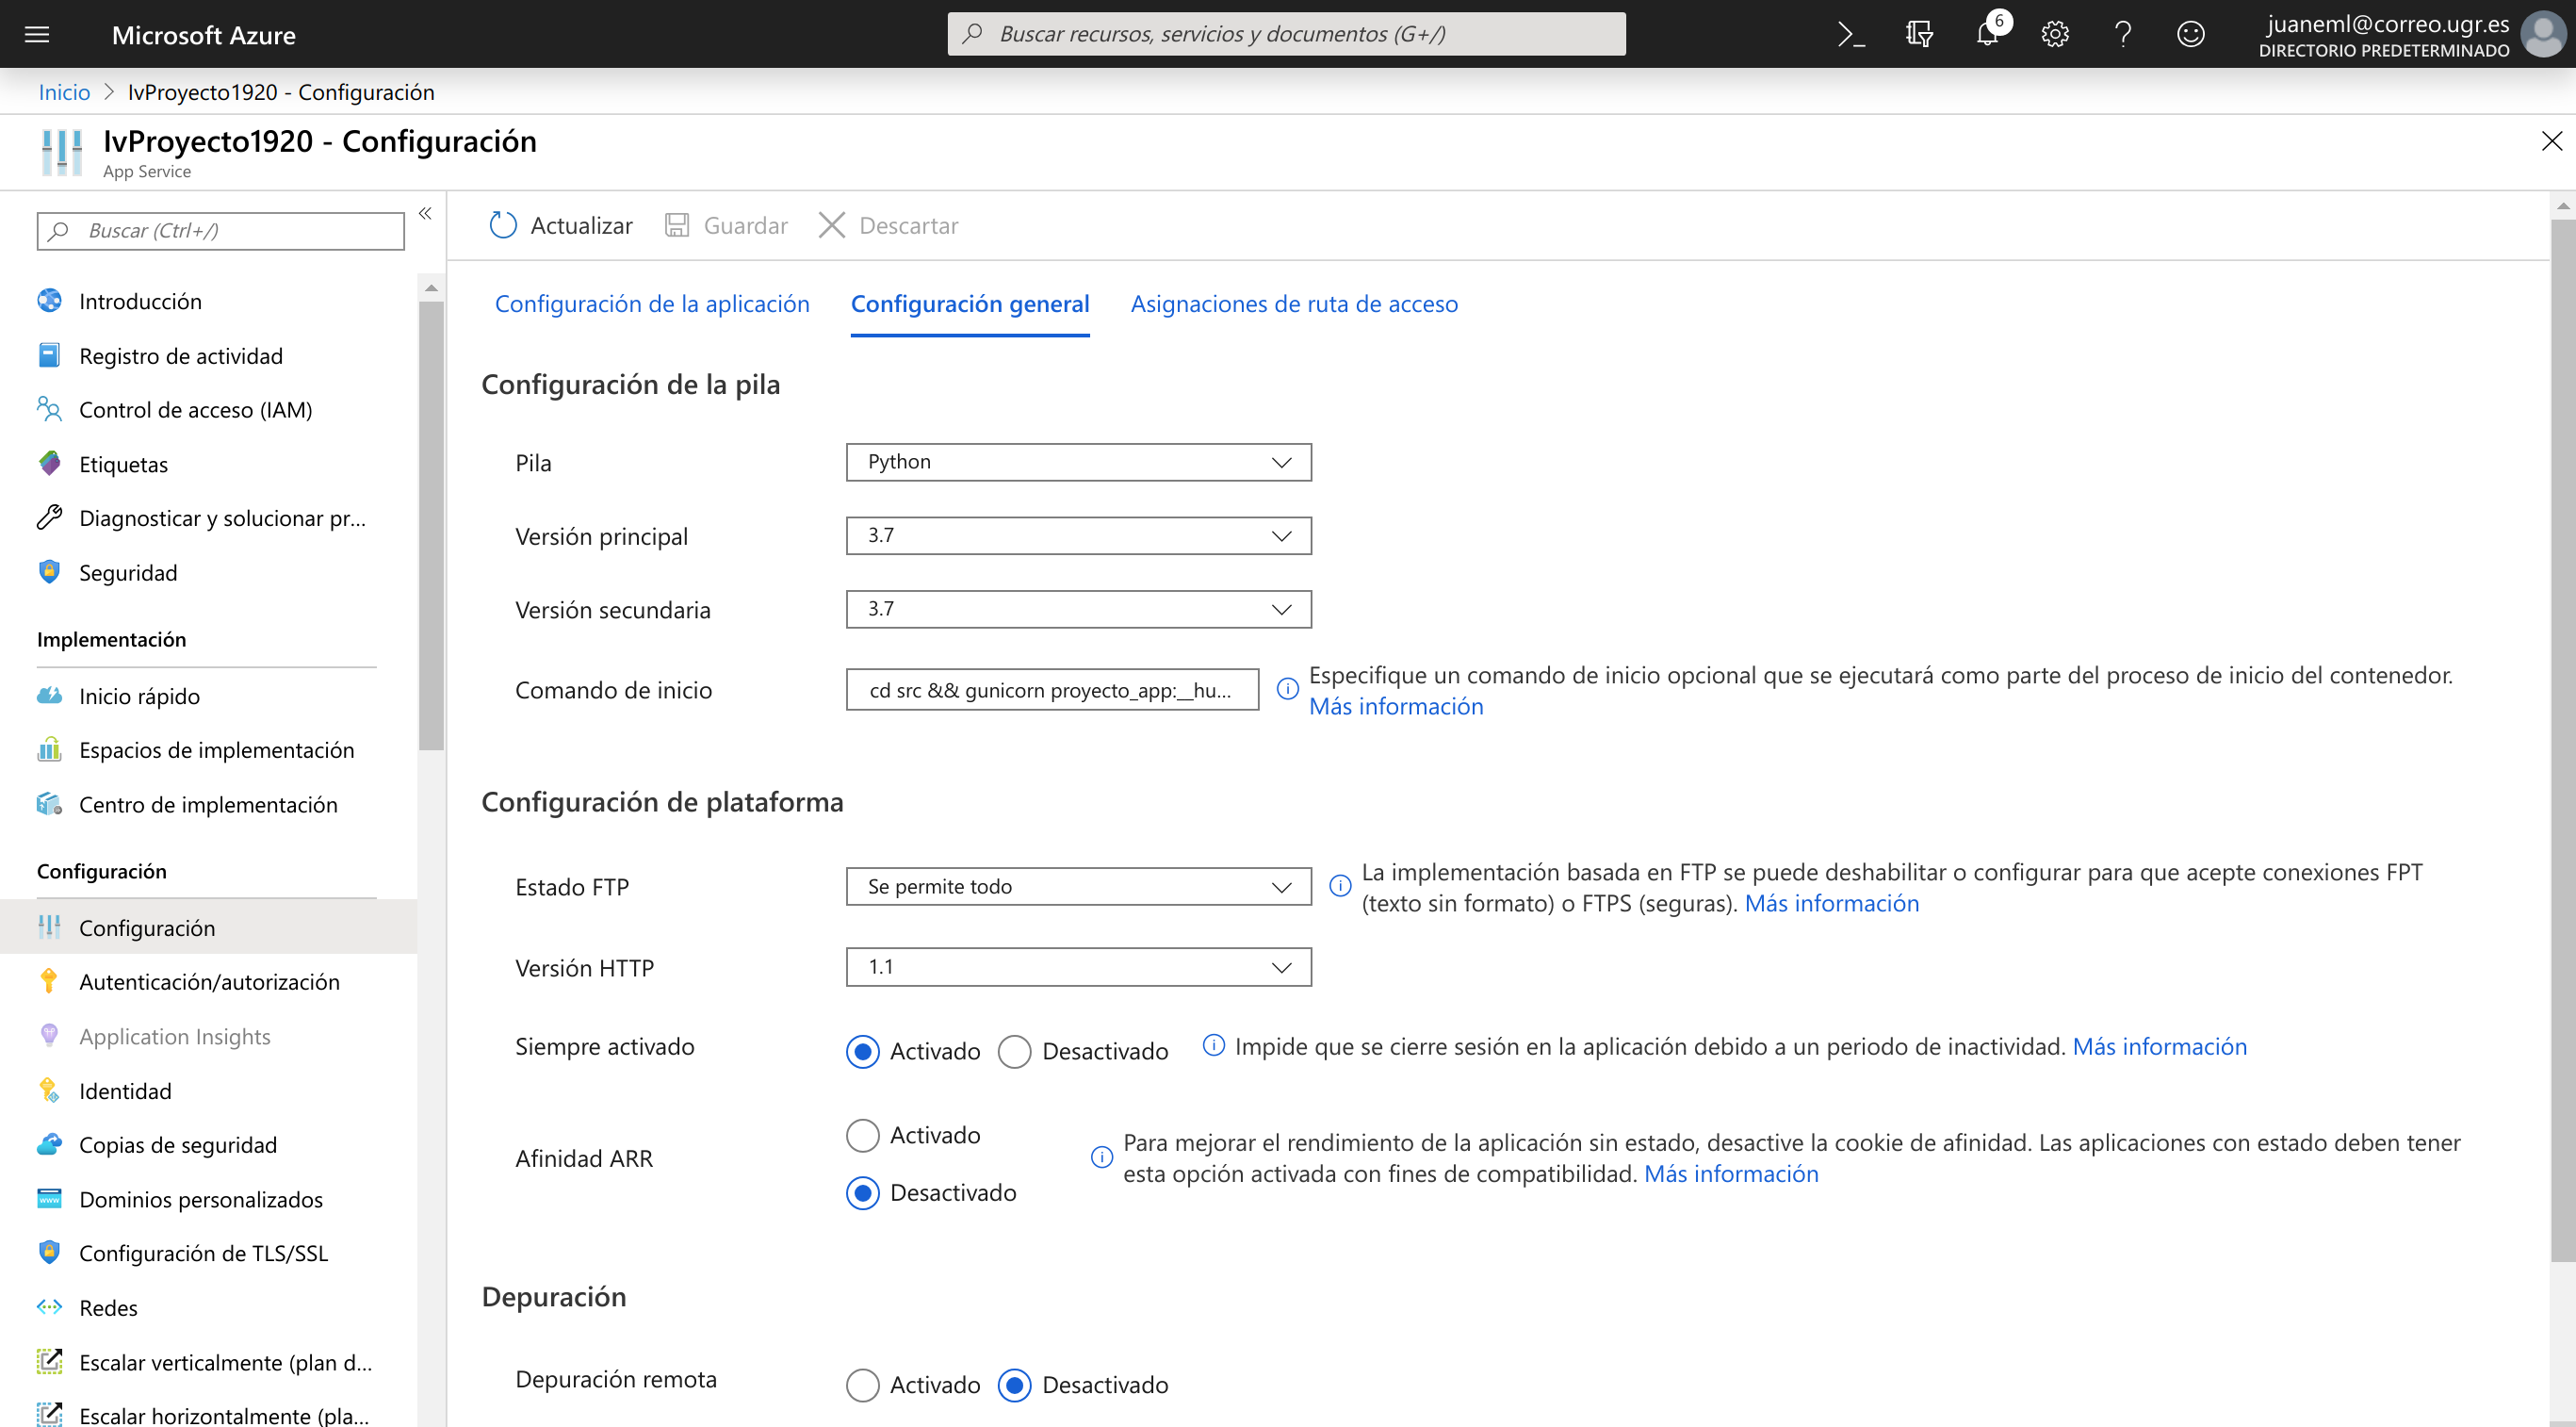 Microsoft Azure
Buscar recursos, servicios y documentos (G+/)
6
juaneml@correo.ugr.es
DIRECTORIO PREDETERMINADO
Inicio > IvProyecto1920 - Configuración
IvProyecto1920 - Configuración
App Service
Buscar (Ctrl+/)
«
Introducción
Registro de actividad
Control de acceso (IAM)
Etiquetas
Diagnosticar y solucionar pr...
Seguridad
Implementación
Inicio rápido
Espacios de implementación
Centro de implementación
Configuración
Configuración
Autenticación/autorización
Application Insights
Identidad
Copias de seguridad
Dominios personalizados
Configuración de TLS/SSL
Redes
Escalar verticalmente (plan d...
Escalar horizontalmente (pla...
Actualizar
Guardar
Descartar
Configuración de la aplicación
Configuración general
Asignaciones de ruta de acceso
Configuración de la pila
Pila
Python
Versión principal
3.7
Versión secundaria
3.7
Comando de inicio
cd src && gunicorn proyecto_app:__hu...
Especifique un comando de inicio opcional que se ejecutará como parte del proceso de inicio del contenedor.
Más información
Configuración de plataforma
Estado FTP
Se permite todo
La implementación basada en FTP se puede deshabilitar o configurar para que acepte conexiones FPT
(texto sin formato) o FTPS (seguras). Más información
Versión HTTP
1.1
Siempre activado
Activado
Desactivado
Impide que se cierre sesión en la aplicación debido a un periodo de inactividad. Más información
Afinidad ARR
Activado
Desactivado
Para mejorar el rendimiento de la aplicación sin estado, desactive la cookie de afinidad. Las aplicaciones con estado deben tener
esta opción activada con fines de compatibilidad. Más información
Depuración
Depuración remota
Activado
Desactivado